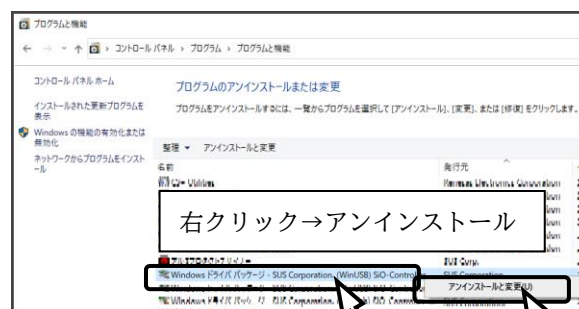 プログラムと機能
コントロール パネル › プログラム › プログラムと機能
コントロール パネル ホーム
インストールされた更新プログラムを
表示
Windows の機能の有効化または
無効化
ネットワークからプログラムをインスト
ール
プログラムのアンインストールまたは変更
プログラムをアンインストールするには、一覧からプログラムを選択して [アンインストール]、[変更]、または [修復] をクリックします。
整理 アンインストールと変更
名前 発行元
右クリック→アンインストール
SUS Corp.
Windows ドライバ パッケージ - SUS Corporation. (WinUSB) SiO-Control
アンインストールと変更(U)